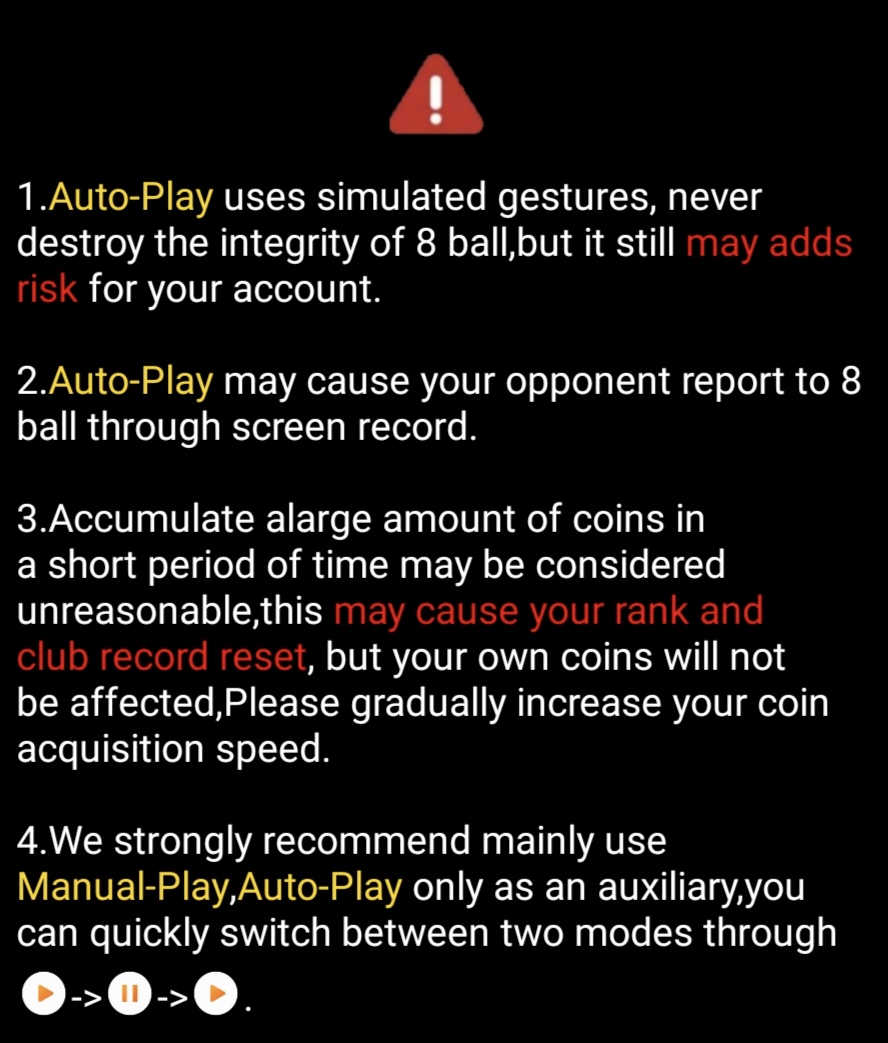 1.Auto-Play uses simulated gestures, never
destroy the integrity of 8 ball,but it still may adds
risk for your account.
2.Auto-Play may cause your opponent report to 8
ball through screen record.
3.Accumulate alarge amount of coins in
a short period of time may be considered
unreasonable,this may cause your rank and
club record reset, but your own coins will not
be affected,Please gradually increase your coin
acquisition speed.
4.We strongly recommend mainly use
Manual-Play,Auto-Play only as an auxiliary,you
can quickly switch between two modes through
-> -> .